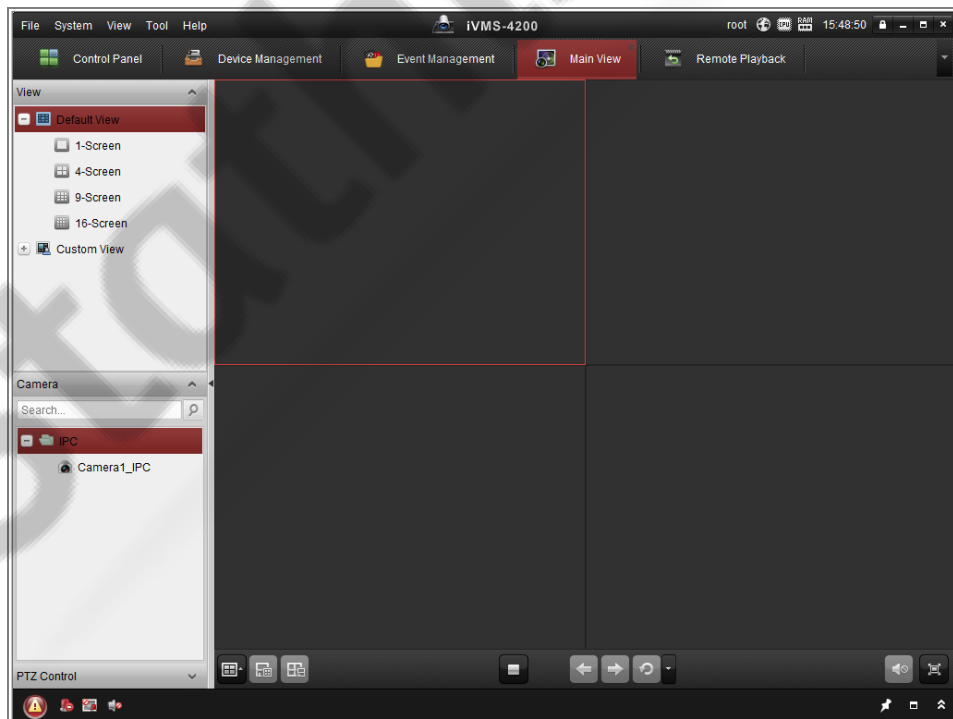 File System View Tool Help iVMS-4200 root CPU RAM 15:48:50
Control Panel Device Management Event Management Main View Remote Playback
View
Default View
1-Screen
4-Screen
9-Screen
16-Screen
Custom View
Camera
Search...
IPC
Camera1_IPC
PTZ Control